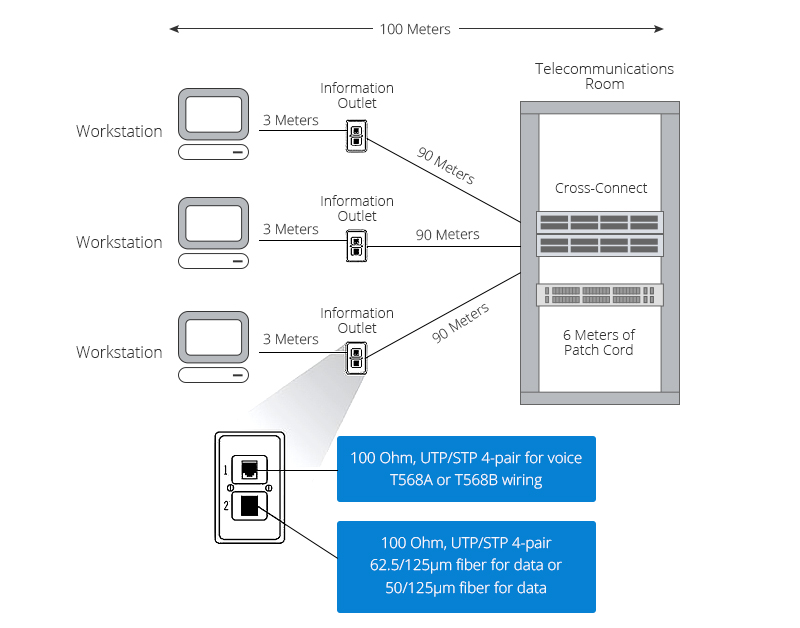 100 Meters
Telecommunications
Room
Information
Outlet
3 Meters
Workstation
90 Meters
Cross-Connect
Information
Outlet
3 Meters
90 Meters
Workstation
Information
Outlet
3 Meters
90 Meters
Workstation
6 Meters of
Patch Cord
1
2
100 Ohm, UTP/STP 4-pair for voice
T568A or T568B wiring
100 Ohm, UTP/STP 4-pair
62.5/125µm fiber for data or
50/125µm fiber for data